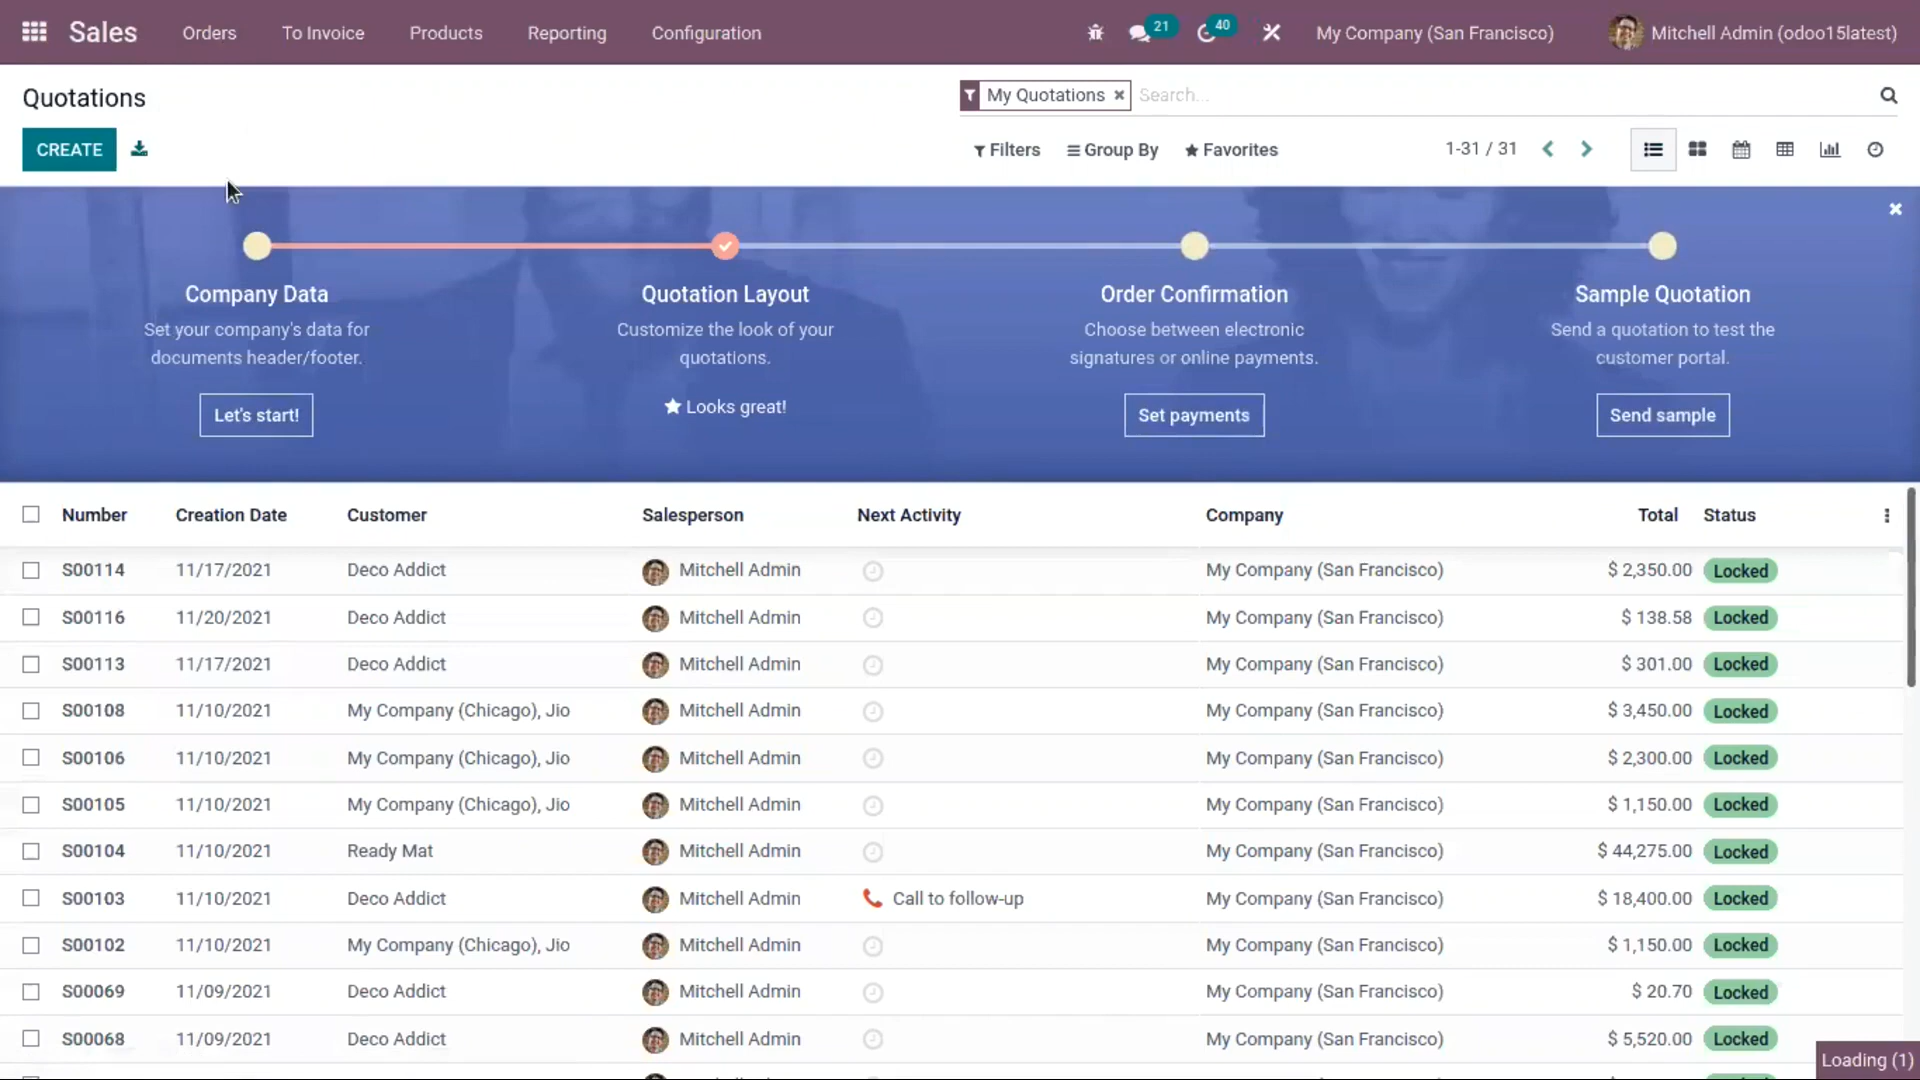 Sales Orders To Invoice Products Reporting Configuration 21 40 My Company (San Francisco) Mitchell Admin (odoo15latest)
Quotations My Quotations × Search...
CREATE Filters Group By Favorites 1-31 / 31
Company Data Quotation Layout Order Confirmation Sample Quotation
Set your company's data for Customize the look of your Choose between electronic Send a quotation to test the
documents header/footer. quotations. signatures or online payments. customer portal.
Let's start! Looks great! Set payments Send sample
Number Creation Date Customer Salesperson Next Activity Company Total Status
S00114 11/17/2021 Deco Addict Mitchell Admin My Company (San Francisco) $ 2,350.00 Locked
S00116 11/20/2021 Deco Addict Mitchell Admin My Company (San Francisco) $ 138.58 Locked
S00113 11/17/2021 Deco Addict Mitchell Admin My Company (San Francisco) $ 301.00 Locked
S00108 11/10/2021 My Company (Chicago), Jio Mitchell Admin My Company (San Francisco) $ 3,450.00 Locked
S00106 11/10/2021 My Company (Chicago), Jio Mitchell Admin My Company (San Francisco) $ 2,300.00 Locked
S00105 11/10/2021 My Company (Chicago), Jio Mitchell Admin My Company (San Francisco) $ 1,150.00 Locked
S00104 11/10/2021 Ready Mat Mitchell Admin My Company (San Francisco) $ 44,275.00 Locked
S00103 11/10/2021 Deco Addict Mitchell Admin Call to follow-up My Company (San Francisco) $ 18,400.00 Locked
S00102 11/10/2021 My Company (Chicago), Jio Mitchell Admin My Company (San Francisco) $ 1,150.00 Locked
S00069 11/09/2021 Deco Addict Mitchell Admin My Company (San Francisco) $ 20.70 Locked
S00068 11/09/2021 Deco Addict Mitchell Admin My Company (San Francisco) $ 5,520.00 Locked
Loading (1)